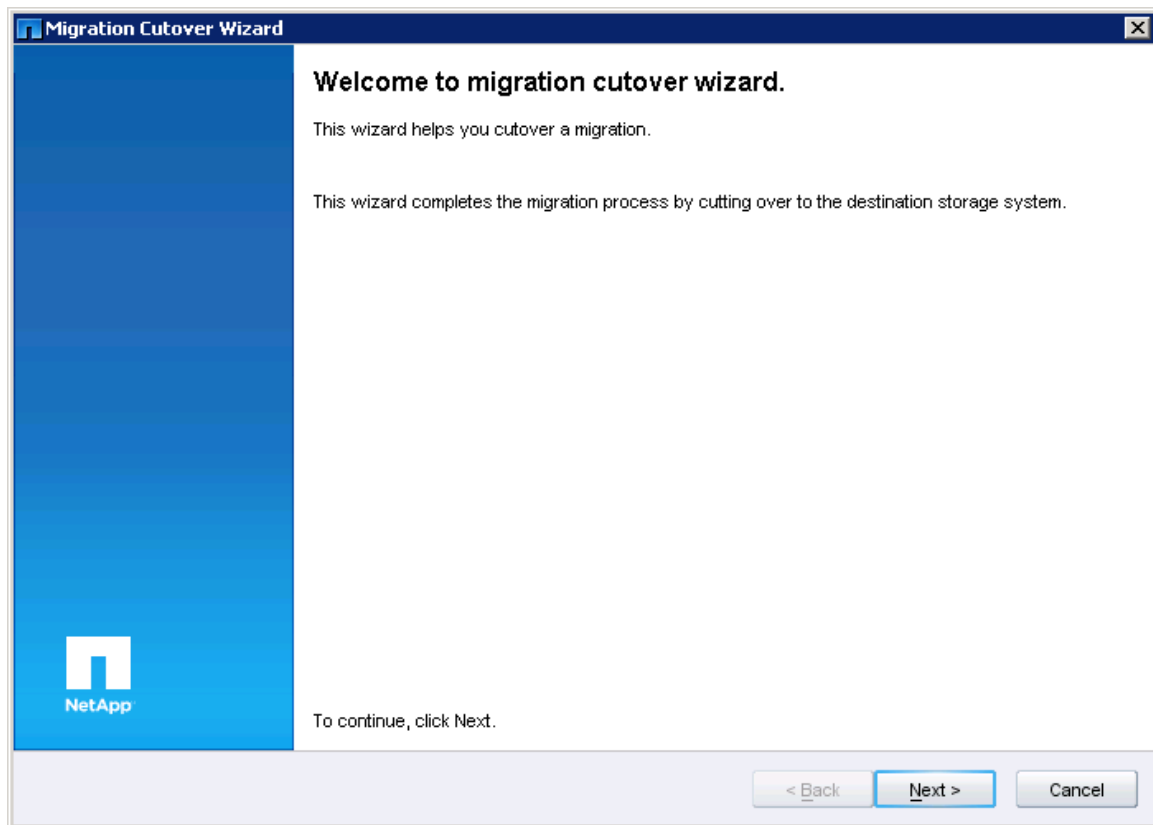 Migration Cutover Wizard
Welcome to migration cutover wizard.
This wizard helps you cutover a migration.
This wizard completes the migration process by cutting over to the destination storage system.
NetApp
To continue, click Next.
< Back
Next >
Cancel